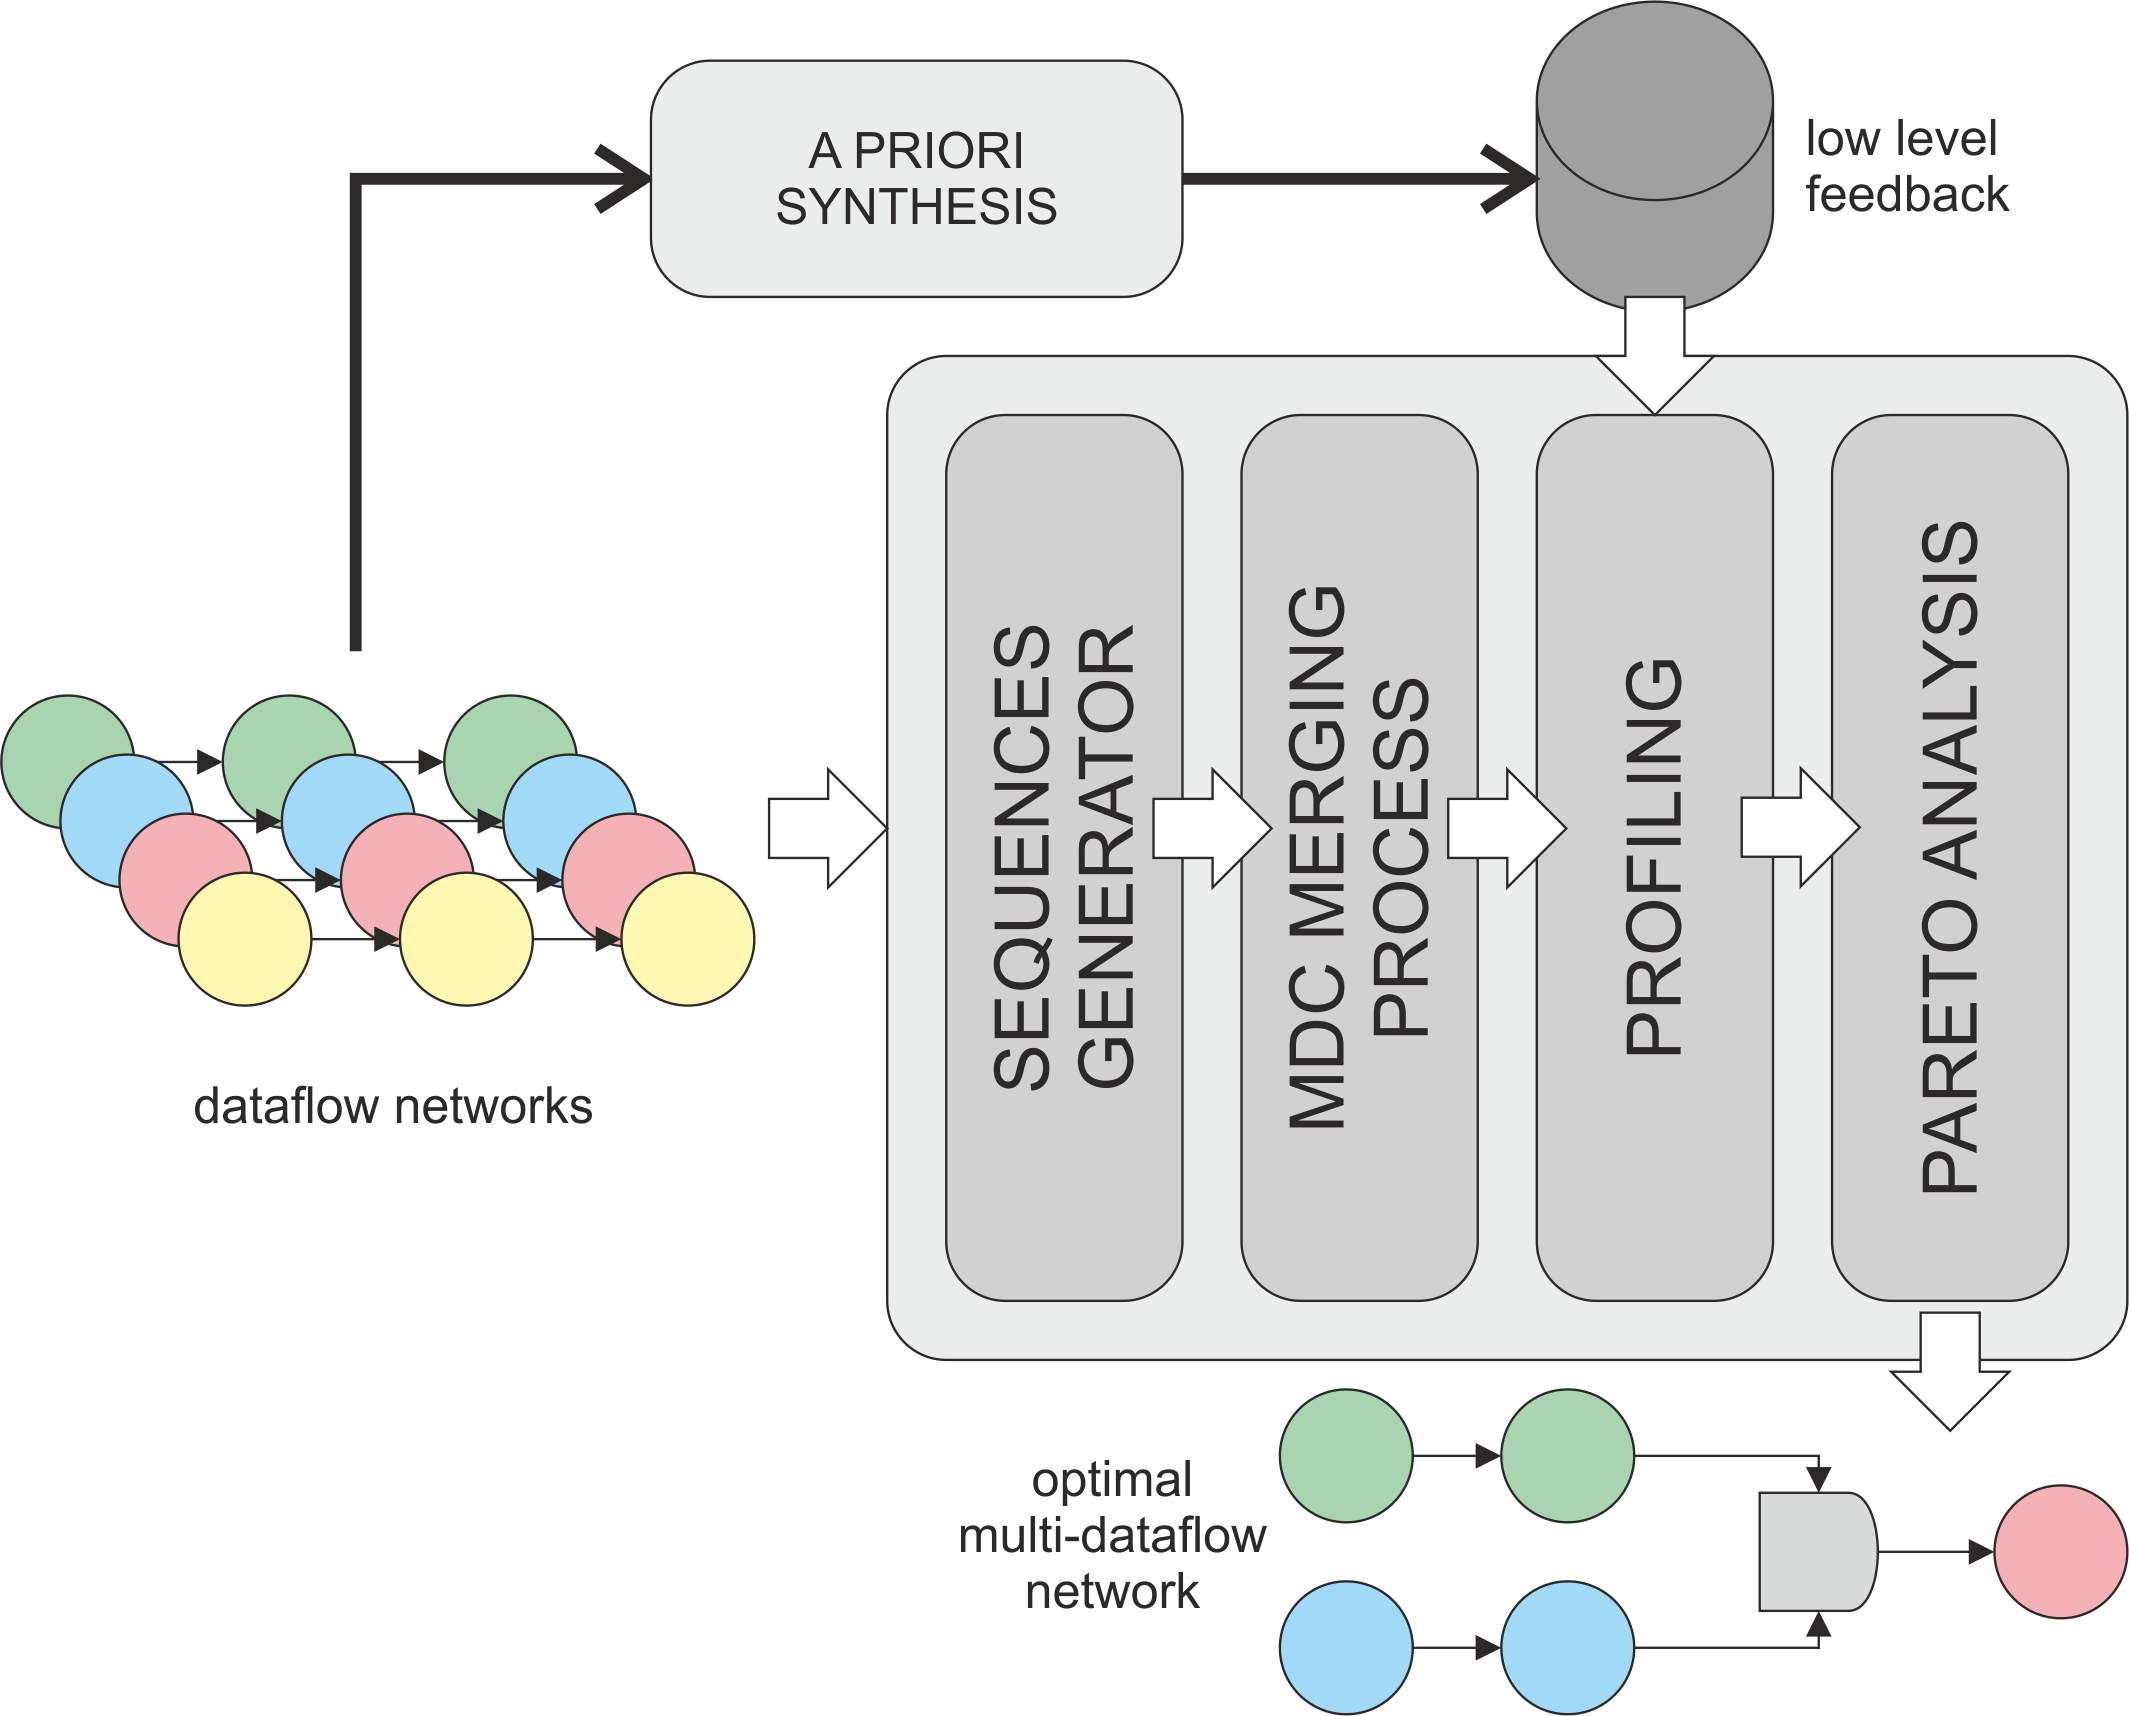 A PRIORI
SYNTHESIS
low level
feedback
dataflow networks
SEQUENCES
GENERATOR
MDC MERGING
PROCESS
PROFILING
PARETO ANALYSIS
optimal
multi-dataflow
network